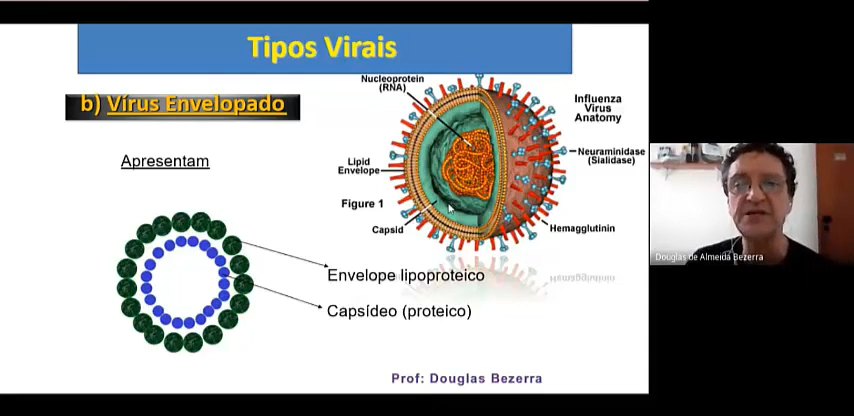 Tipos Virais
b) Vírus Envelopado
Apresentam
Nucleoprotein
(RNA)
Influenza
Virus
Anatomy
Neuraminidase
(Sialidase)
Lipid
Envelope
Figure 1
Capsid
Hemagglutinin
Envelope lipoproteico
Capsídeo (proteico)
Prof: Douglas Bezerra
Douglas de Almeida Bezerra